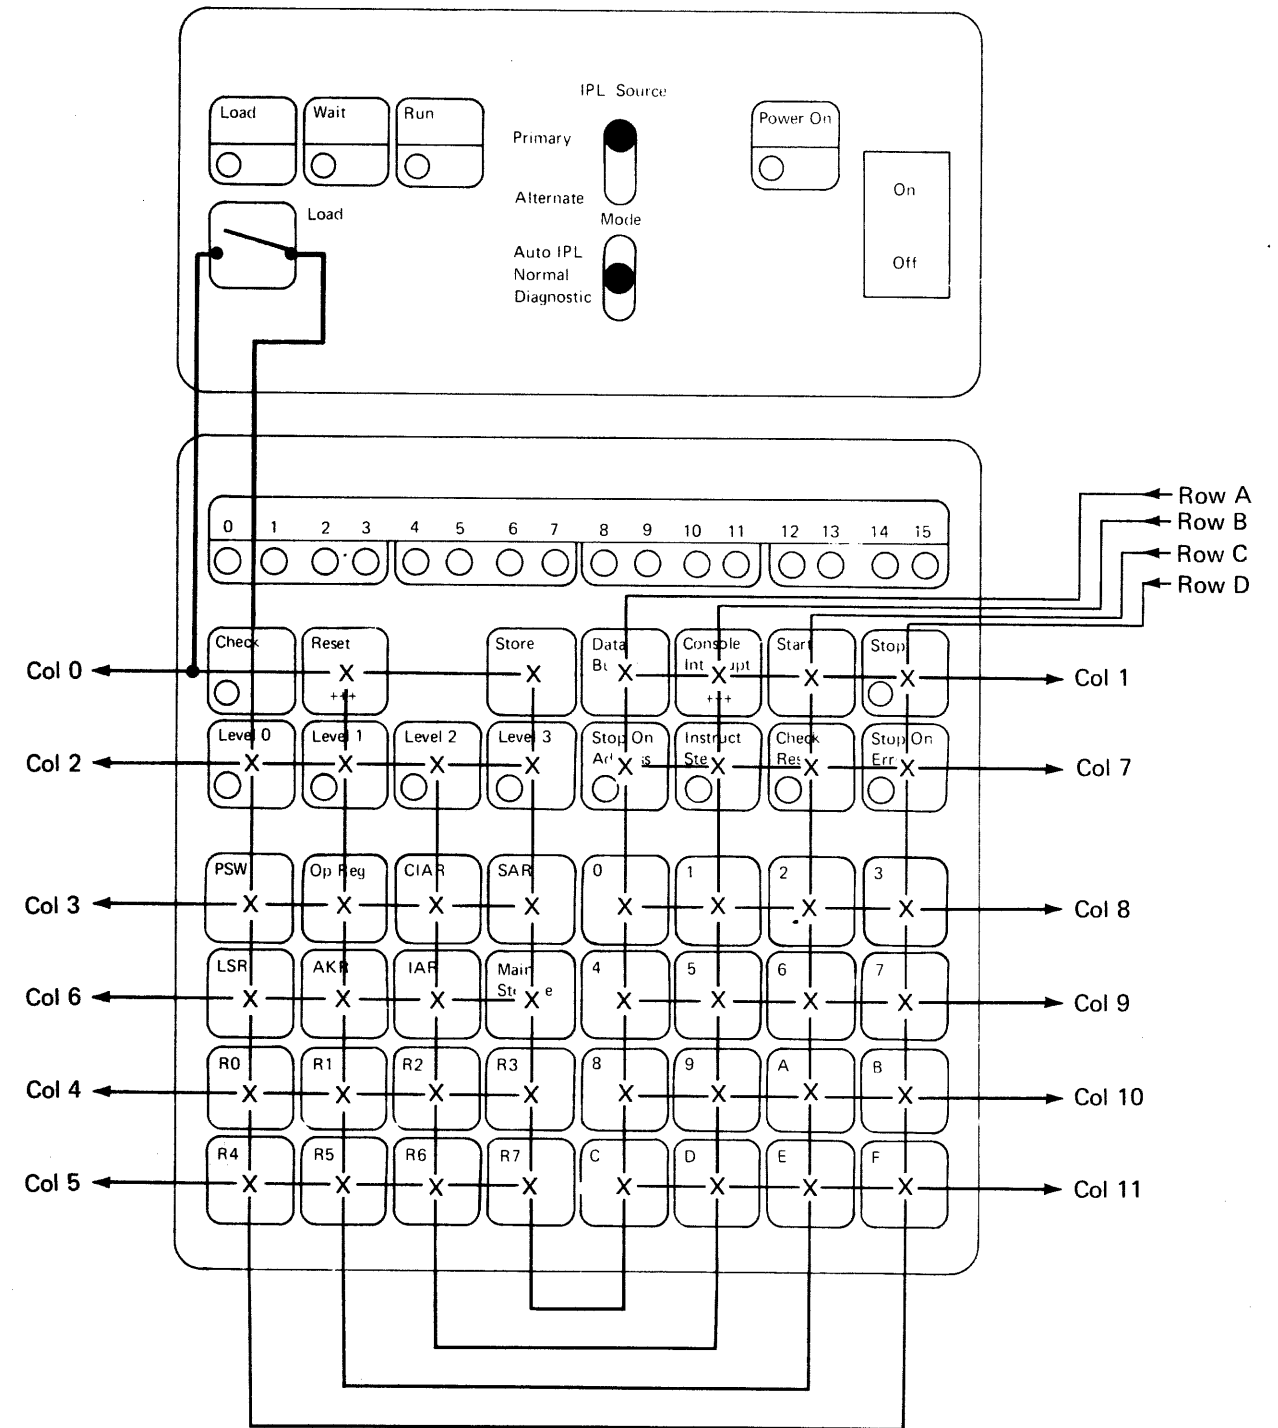 IPL Source
Load Wait Run
Primary
Power On
Alternate
On
Load
Mode
Auto IPL
Normal
Diagnostic
Off
Row A
Row B
Row C
Row D
0 1 2 3 4 5 6 7 8 9 10 11 12 13 14 15
Check Reset Store Data Console Start Stop
Col 0
Col 1
+++ +++
Level 0 Level 1 Level 2 Level 3 Stop On Instruct Check Stop On
Col 2
Col 7
PSW Op Reg CIAR SAR 0 1 2 3
Col 3
Col 8
LSR AKR IAR Main 4 5 6 7
Col 6
Col 9
R0 R1 R2 R3 8 9 A B
Col 4
Col 10
R4 R5 R6 R7 C D E F
Col 5
Col 11